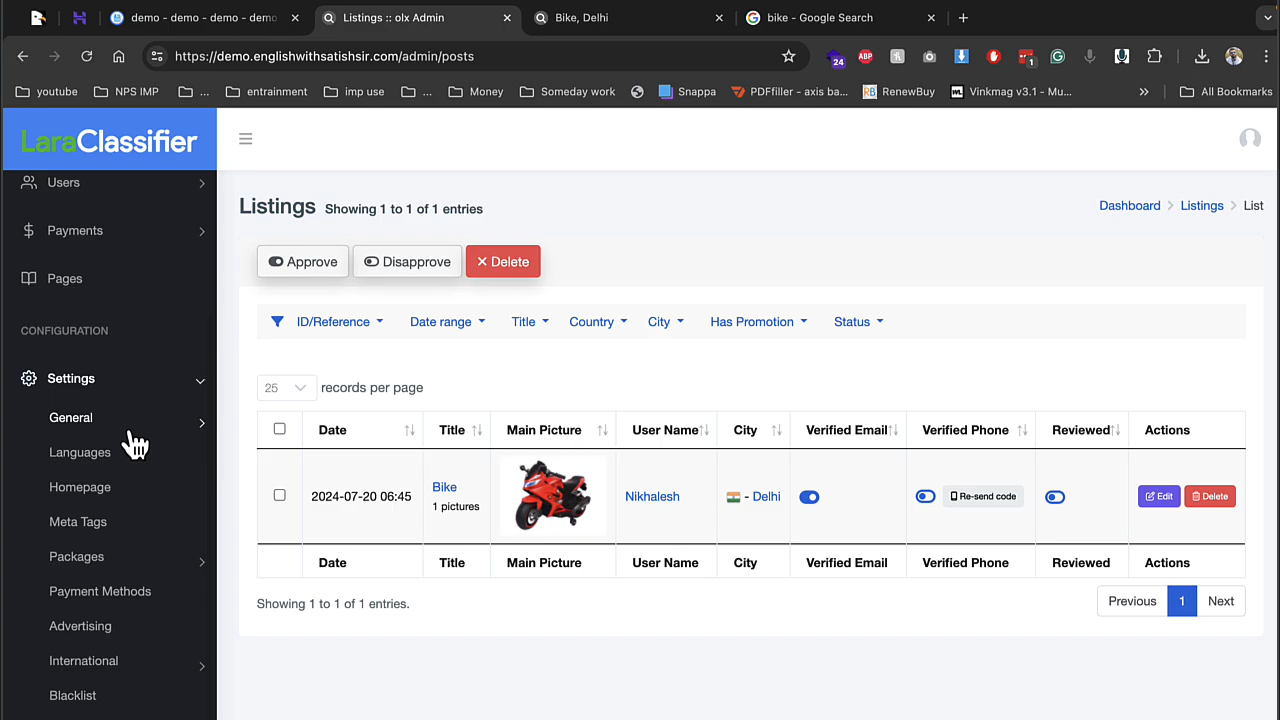 demo - demo - demo - demo
Listings :: olx Admin
Bike, Delhi
bike - Google Search
https://demo.englishwithsatishsir.com/admin/posts
24
ABP
1
youtube
NPS IMP
...
entrainment
imp use
...
Money
Someday work
Snappa
PDFfiller - axis ba...
RenewBuy
Vinkmag v3.1 - Mu...
»
All Bookmarks
LaraClassifier
Users
Payments
Pages
CONFIGURATION
Settings
General
Languages
Homepage
Meta Tags
Packages
Payment Methods
Advertising
International
Blacklist
Listings Showing 1 to 1 of 1 entries
Dashboard > Listings > List
Approve
Disapprove
Delete
ID/Reference
Date range
Title
Country
City
Has Promotion
Status
25 records per page
Date Title Main Picture User Name City Verified Email Verified Phone Reviewed Actions
2024-07-20 06:45
Bike
1 pictures
Nikhalesh
- Delhi
Re-send code
Edit
Delete
Date Title Main Picture User Name City Verified Email Verified Phone Reviewed Actions
Showing 1 to 1 of 1 entries.
Previous 1 Next